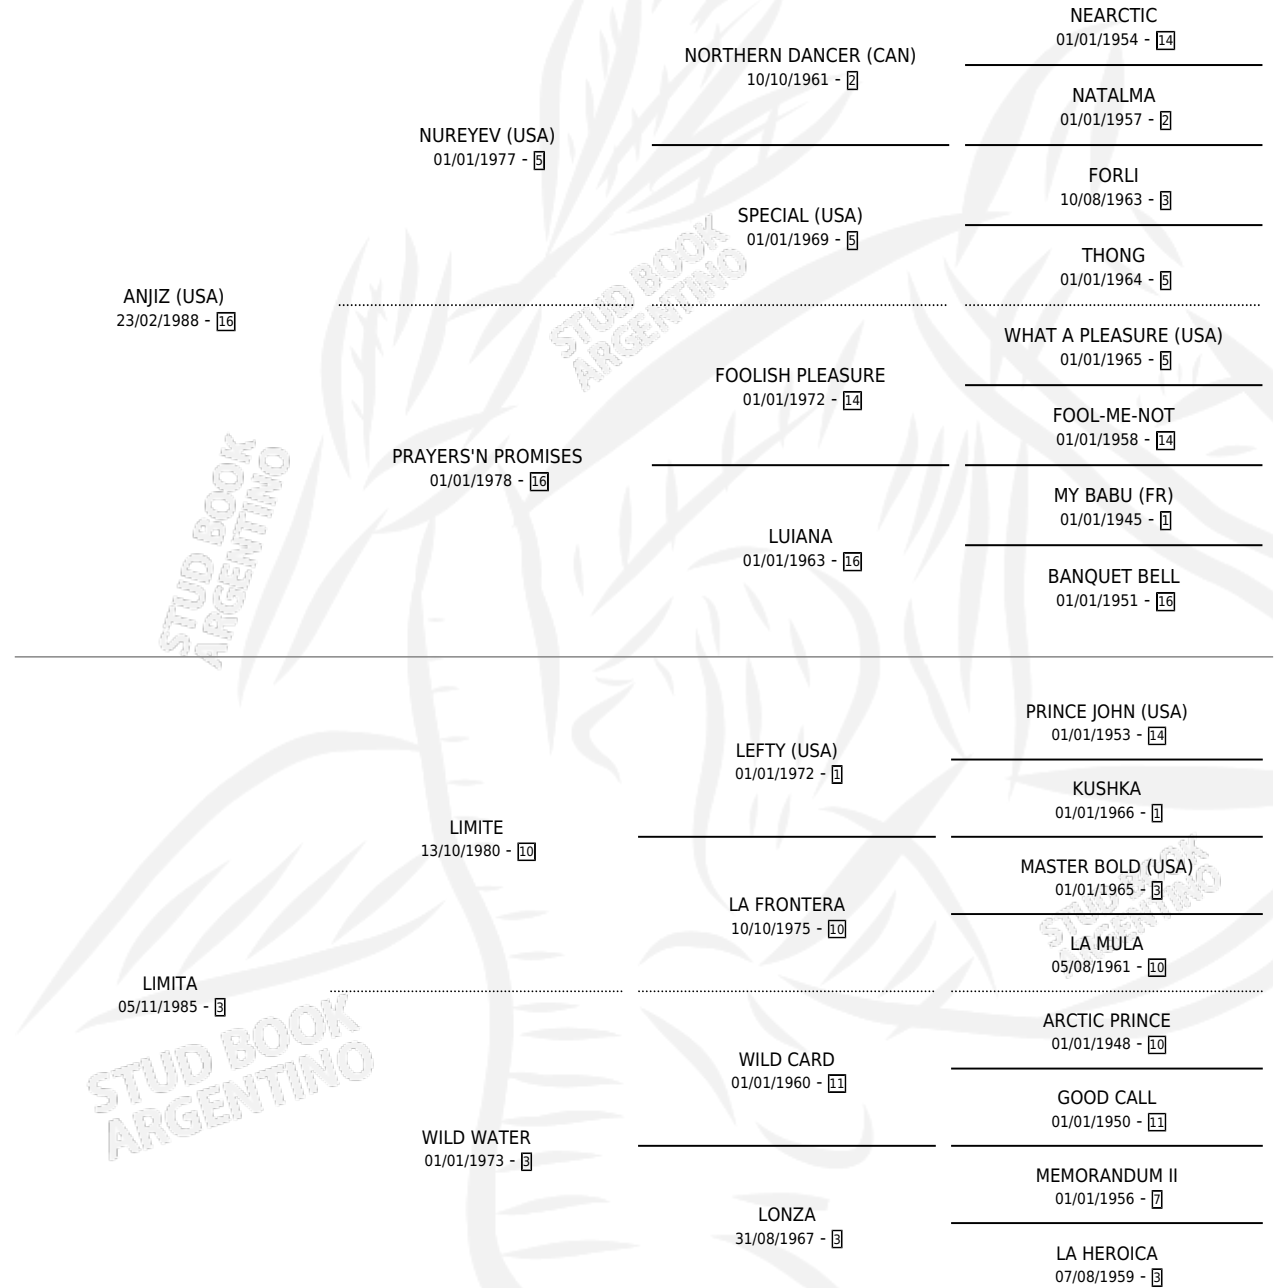 NEARCTIC
01/01/1954 - 14
NORTHERN DANCER (CAN)
10/10/1961 - 2
NATALMA
01/01/1957 - 2
NUREYEV (USA)
01/01/1977 - 5
FORLI
10/08/1963 - 3
SPECIAL (USA)
01/01/1969 - 5
THONG
01/01/1964 - 5
ANJIZ (USA)
23/02/1988 - 16
WHAT A PLEASURE (USA)
01/01/1965 - 5
FOOLISH PLEASURE
01/01/1972 - 14
FOOL-ME-NOT
01/01/1958 - 14
PRAYERS'N PROMISES
01/01/1978 - 16
MY BABU (FR)
01/01/1945 - 1
LUIANA
01/01/1963 - 16
BANQUET BELL
01/01/1951 - 16
PRINCE JOHN (USA)
01/01/1953 - 14
LEFTY (USA)
01/01/1972 - 1
KUSHKA
01/01/1966 - 1
LIMITE
13/10/1980 - 10
MASTER BOLD (USA)
01/01/1965 - 3
LA FRONTERA
10/10/1975 - 10
LA MULA
05/08/1961 - 10
LIMITA
05/11/1985 - 3
ARCTIC PRINCE
01/01/1948 - 10
WILD CARD
01/01/1960 - 11
GOOD CALL
01/01/1950 - 11
WILD WATER
01/01/1973 - 3
MEMORANDUM II
01/01/1956 - 7
LONZA
31/08/1967 - 3
LA HEROICA
07/08/1959 - 3
STUD BOOK
ARGENTINO
STUD BOOK
ARGENTINO
STUD BOOK
ARGENTINO
STUD BOOK
ARGENTINO